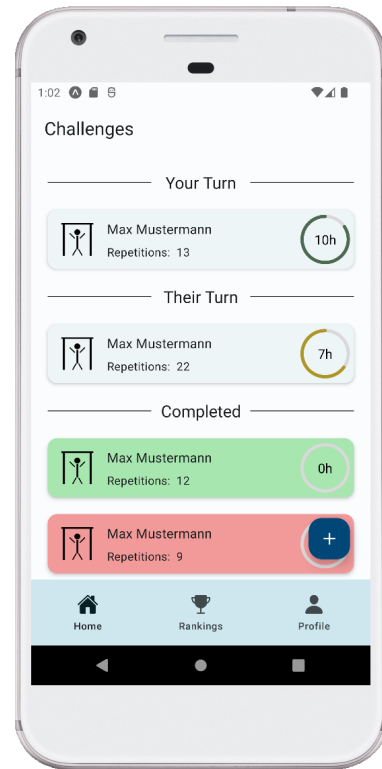 1:02
Challenges
Your Turn
Max Mustermann
Repetitions: 13
10h
Their Turn
Max Mustermann
Repetitions: 22
7h
Completed
Max Mustermann
Repetitions: 12
0h
Max Mustermann
Repetitions: 9
+
Home Rankings Profile